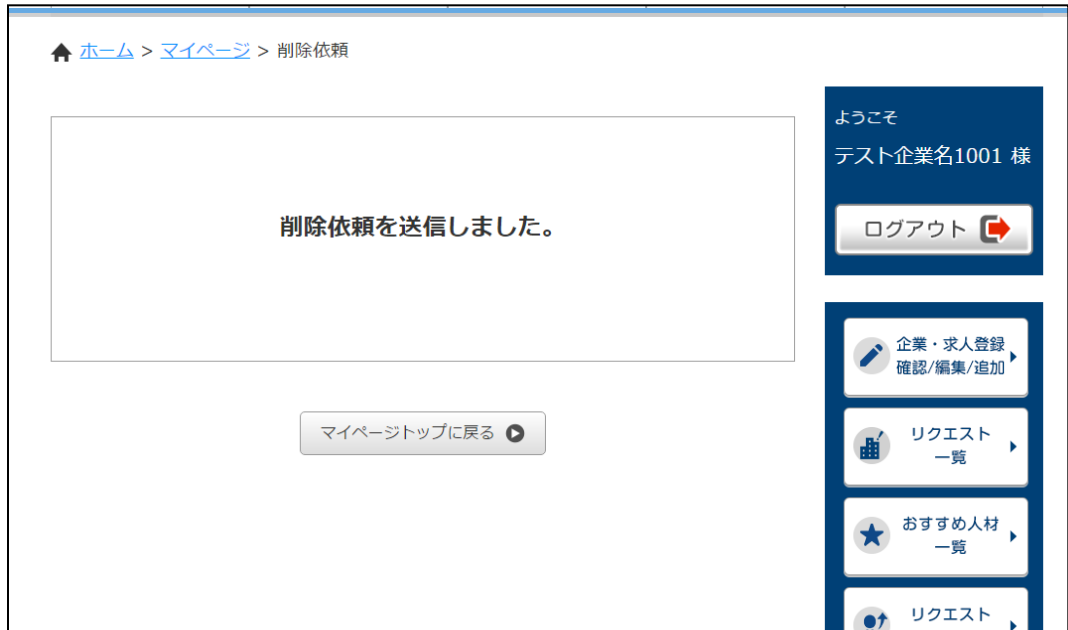 ホーム > マイページ > 削除依頼
削除依頼を送信しました。
マイページトップに戻る
ようこそ
テスト企業名1001 様
ログアウト
企業・求人登録
確認/編集/追加
リクエスト
一覧
おすすめ人材
一覧
リクエスト